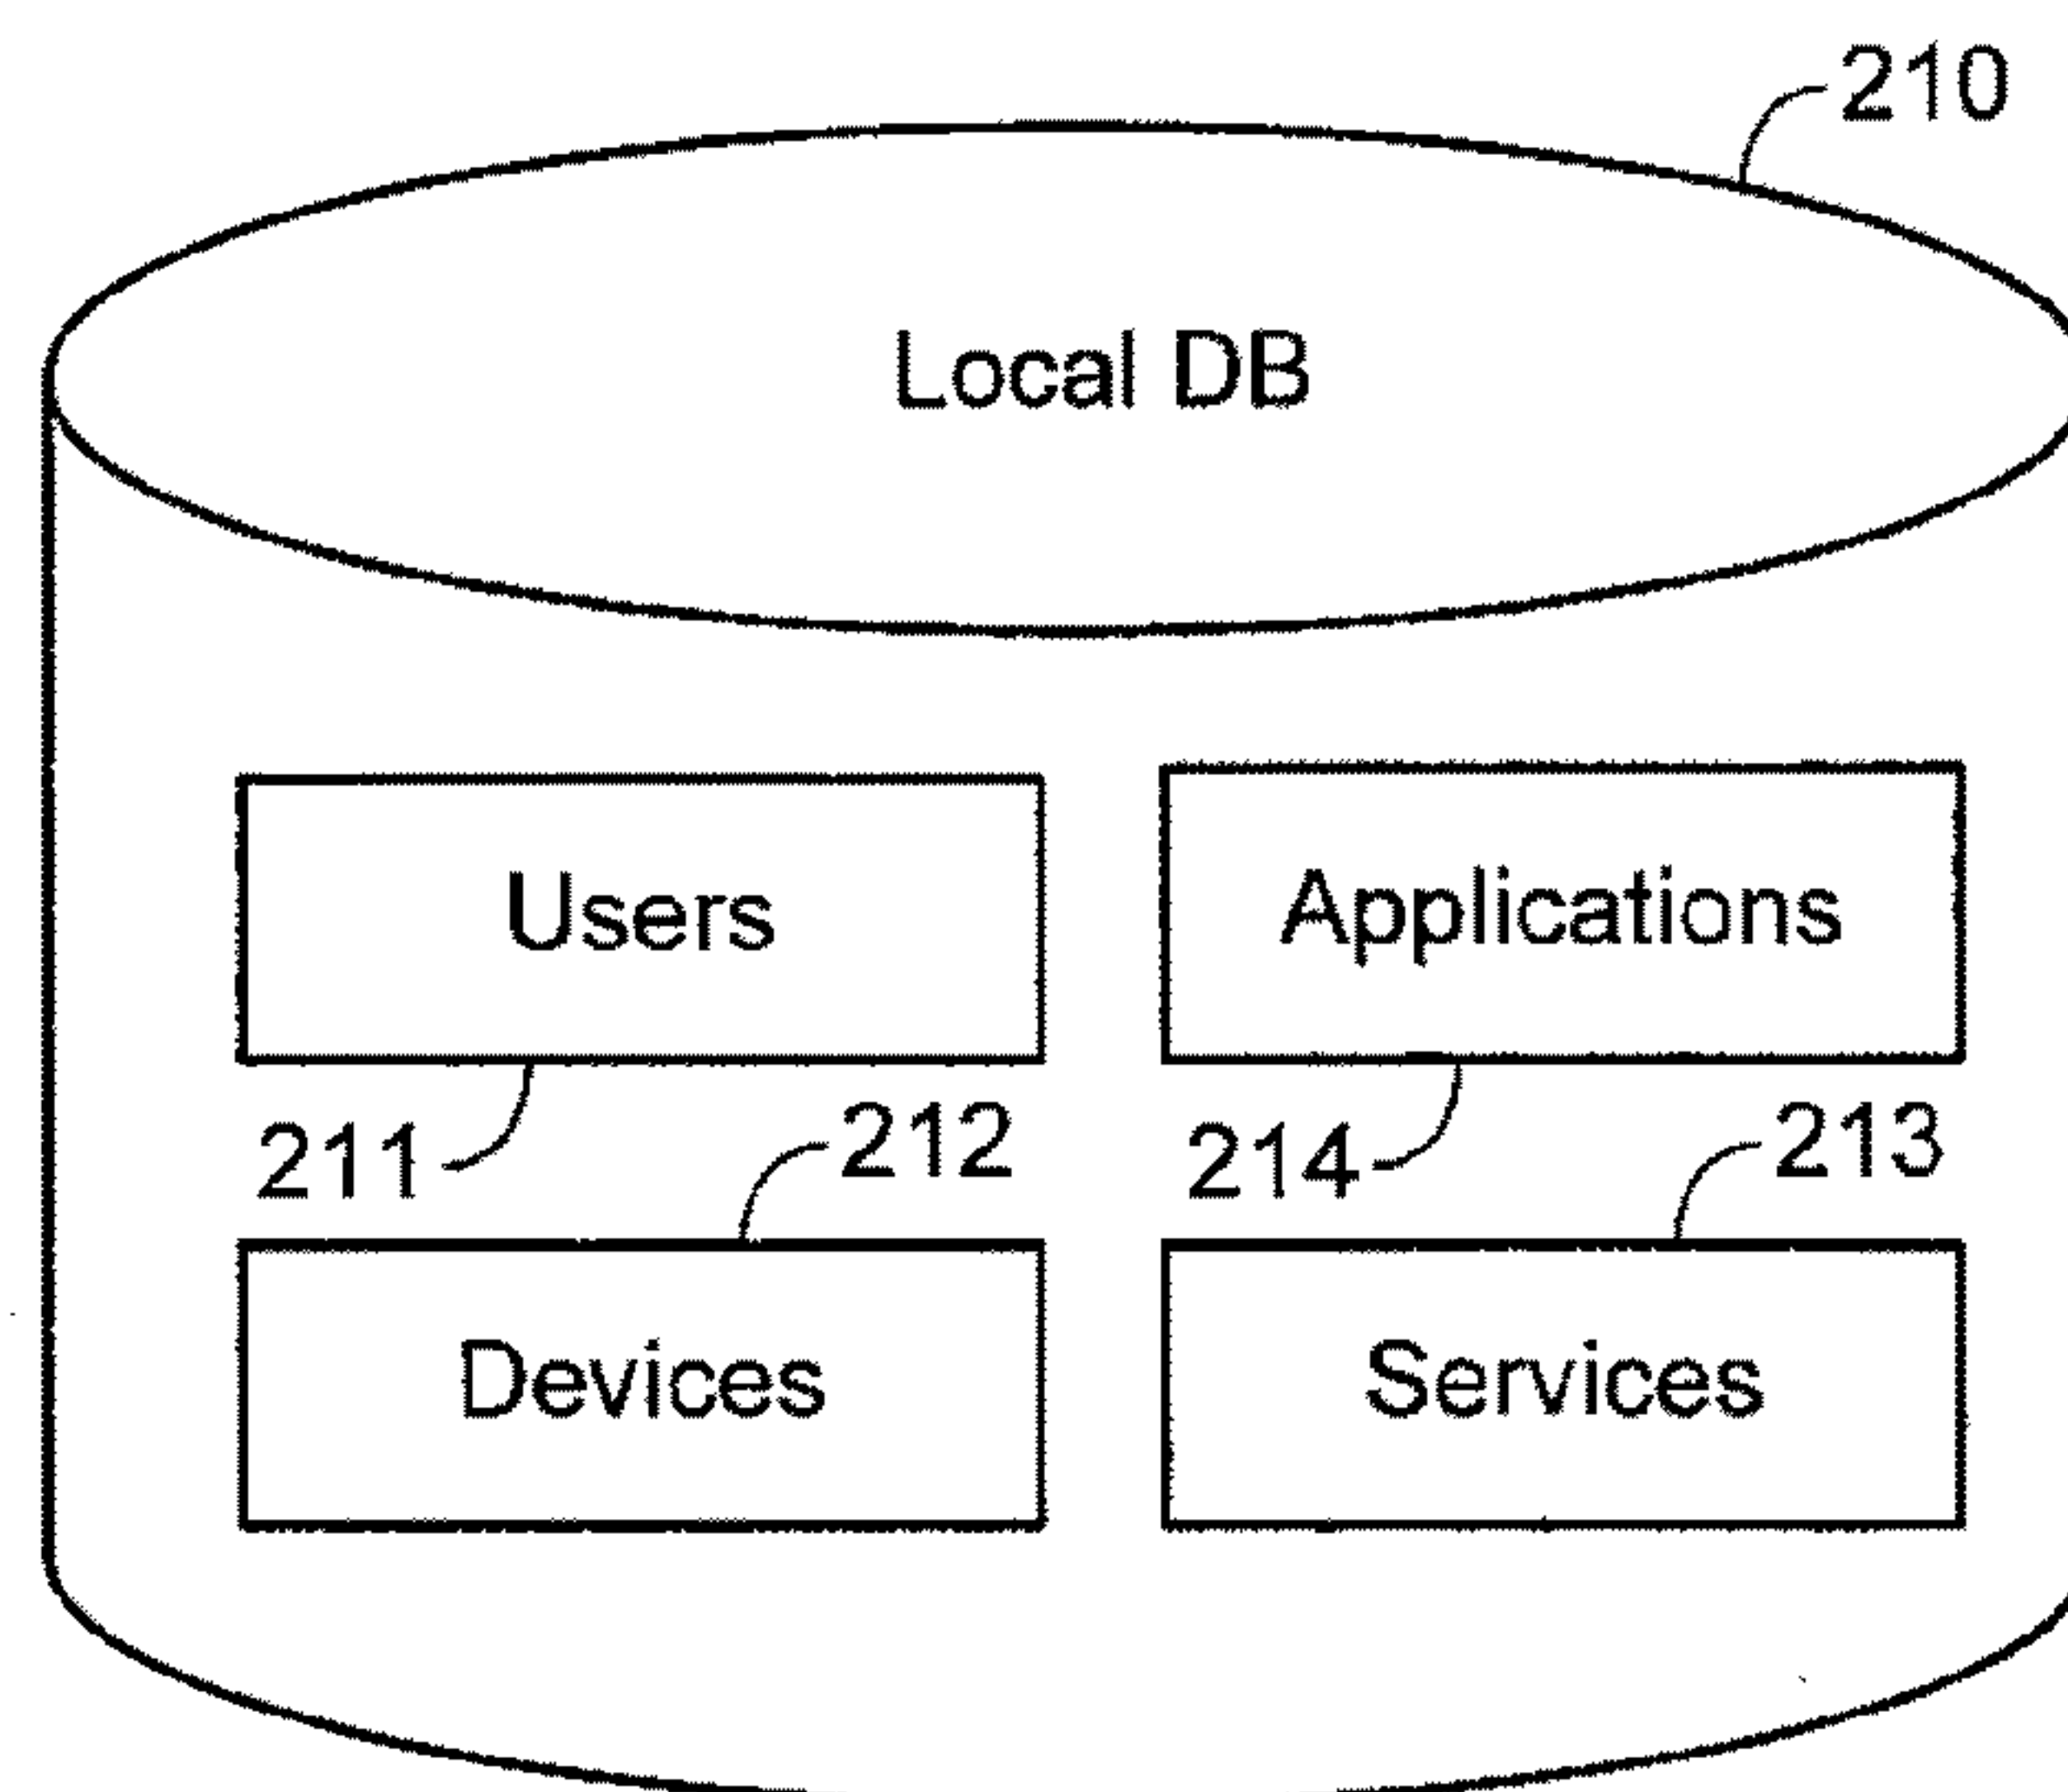 210
Local DB
Users
Applications
211
212
214
213
Devices
Services